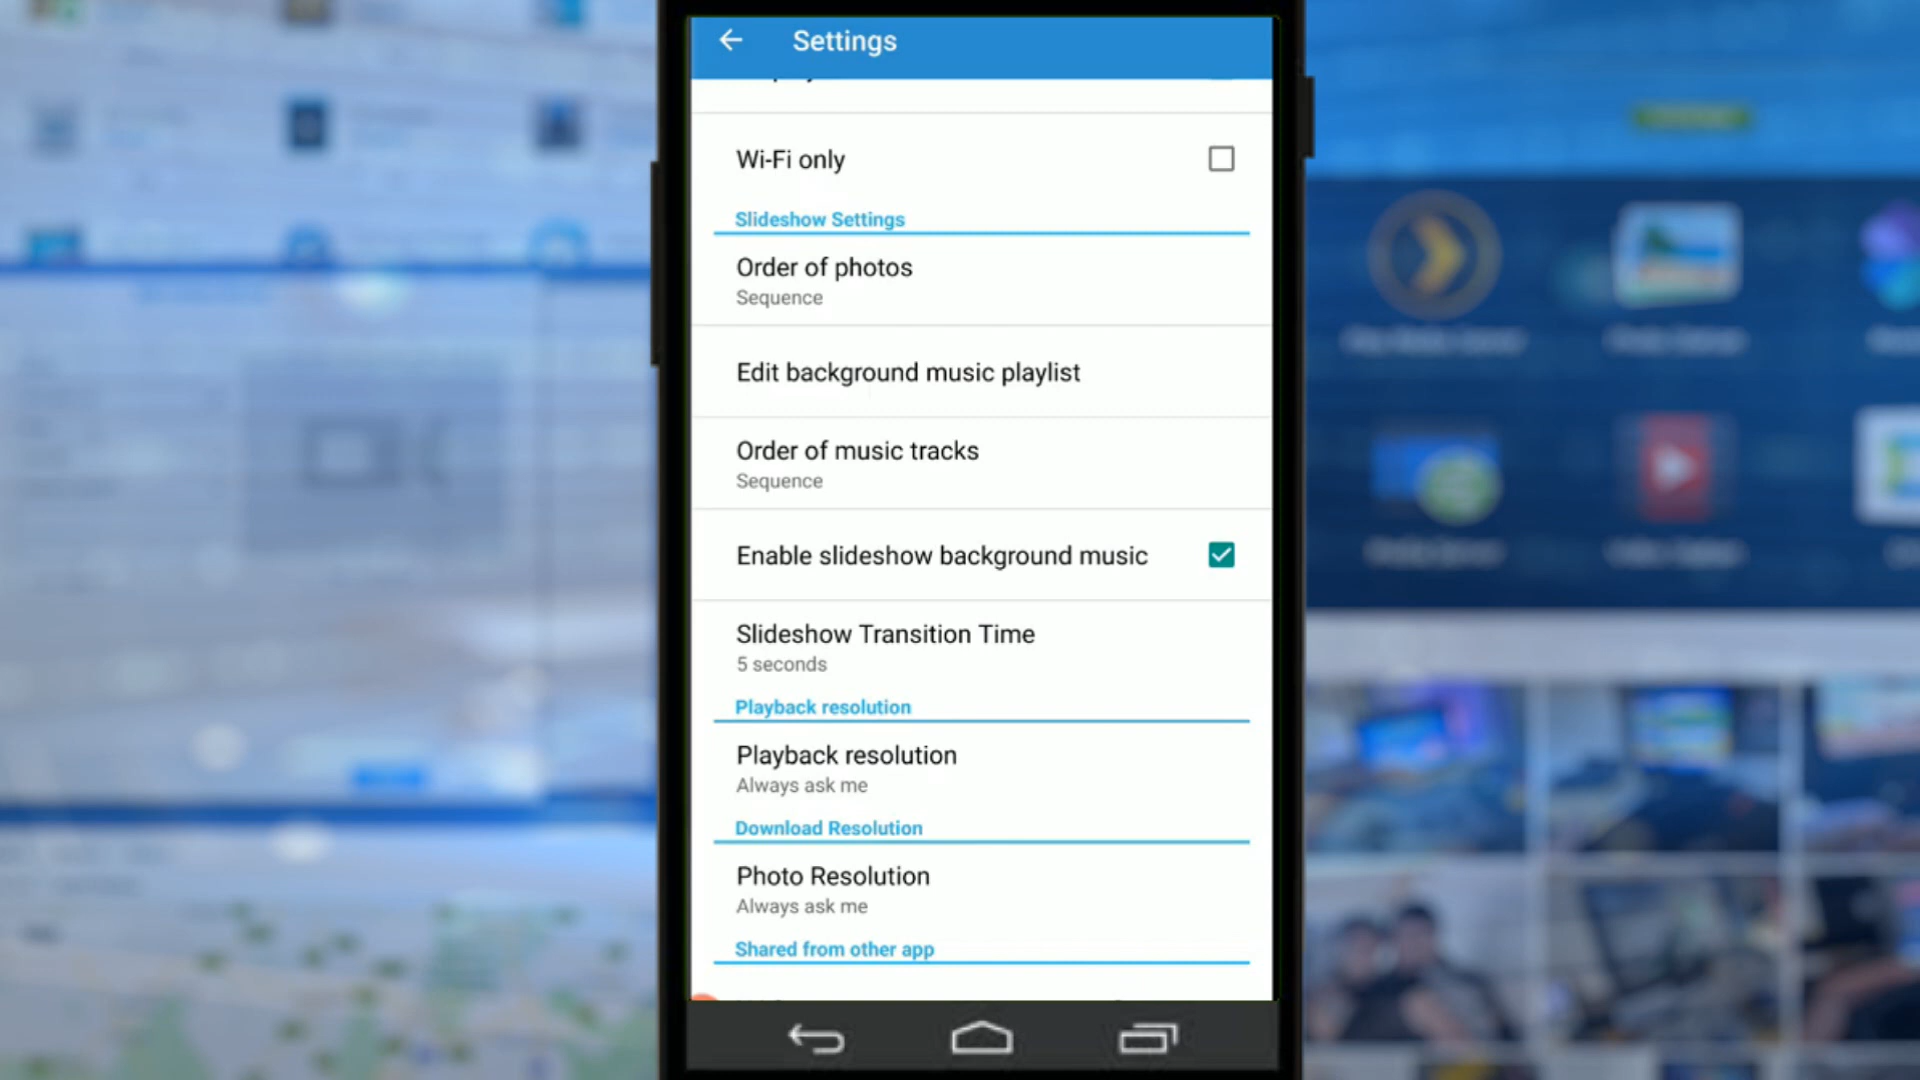 Settings
Wi-Fi only
Slideshow Settings
Order of photos
Sequence
Edit background music playlist
Order of music tracks
Sequence
Enable slideshow background music
Slideshow Transition Time
5 seconds
Playback resolution
Playback resolution
Always ask me
Download Resolution
Photo Resolution
Always ask me
Shared from other app